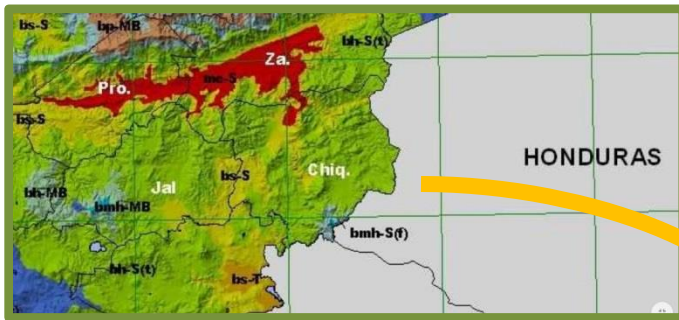 bs-S bp-MB
bh-S(t)
Za.
Pro. me-S
bs-S
HONDURAS
Chiq.
bs-S
Jal
bh-MB
bmh-MB
bmh-S(f)
bh-S(t)
bs-T